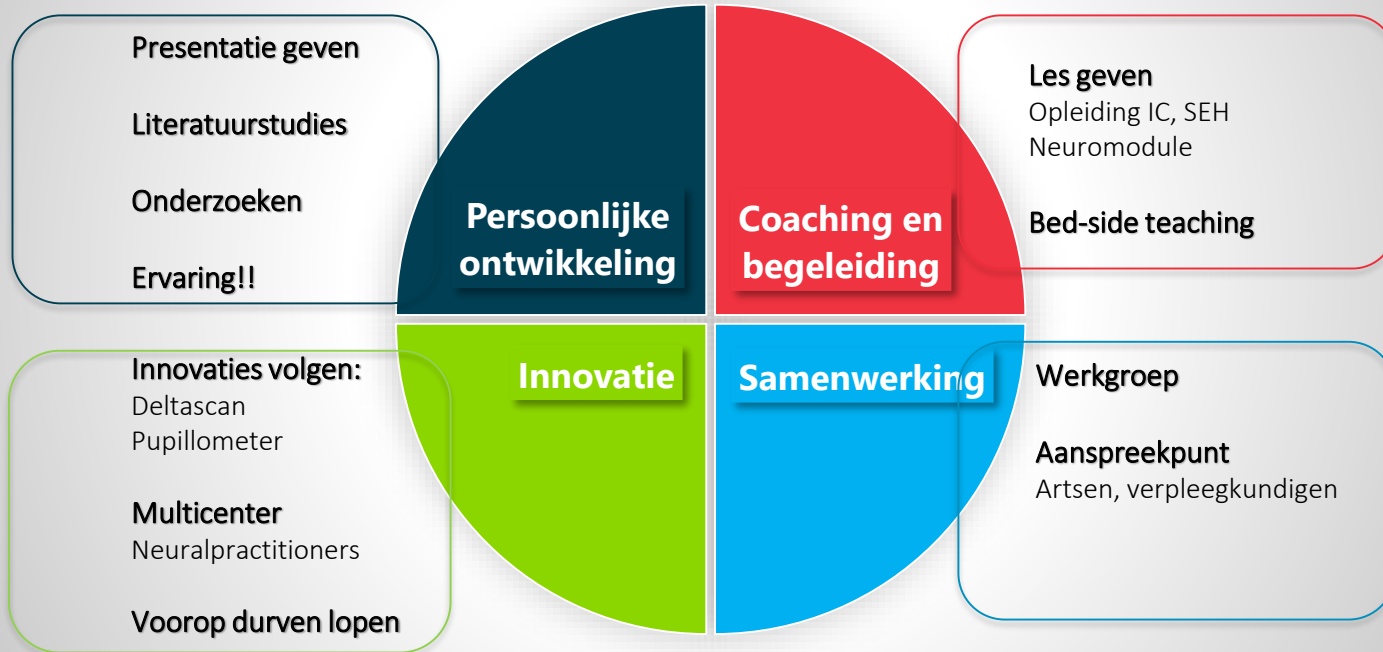 Presentatie geven
Literatuurstudies
Onderzoeken
Ervaring!!
Persoonlijke
ontwikkeling
Coaching en
begeleiding
Les geven
Opleiding IC, SEH
Neuromodule
Bed-side teaching
Innovaties volgen:
Deltascan
Pupillometer
Multicenter
Neuralpractitioners
Voorop durven lopen
Innovatie
Samenwerking
Werkgroep
Aanspreekpunt
Artsen, verpleegkundigen